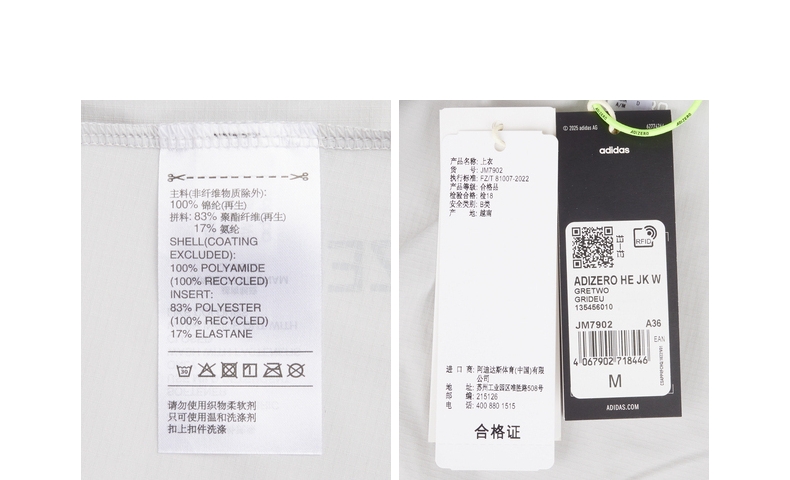 主料(非纤维物质除外):
100% 锦纶(再生)
拼料: 83% 聚酯纤维(再生)
17% 氨纶
SHELL(COATING
EXCLUDED):
100% POLYAMIDE
(100% RECYCLED)
INSERT:
83% POLYESTER
(100% RECYCLED)
17% ELASTANE
30
请勿使用织物柔软剂
只可使用温和洗涤剂
扣上扣件洗涤
产品名称: 上衣
货 号: JM7902
执行标准: FZ/T 81007-2022
产品等级: 合格品
检验合格: 检18
安全类别: B类
产 地: 越南
进 口 商: 阿迪达斯体育(中国)有限
公司
地 址: 苏州工业园区唯胜路508号
邮 编: 215126
电 话: 400 880 1515
合格证
A/M D
ADIZERO
© 2025 adidas AG
adidas
RFID
ADIZERO HE JK W
GRETWO
GRIDEU
135456010
JM7902 A36
EAN
4 067902 718446
M
ADIDAS.COM